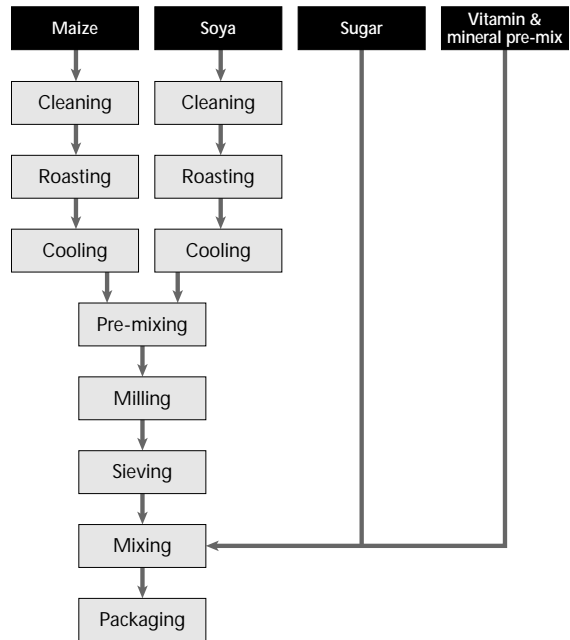 Maize
Soya
Sugar
Vitamin &
mineral pre-mix
Cleaning
Cleaning
Roasting
Roasting
Cooling
Cooling
Pre-mixing
Milling
Sieving
Mixing
Packaging